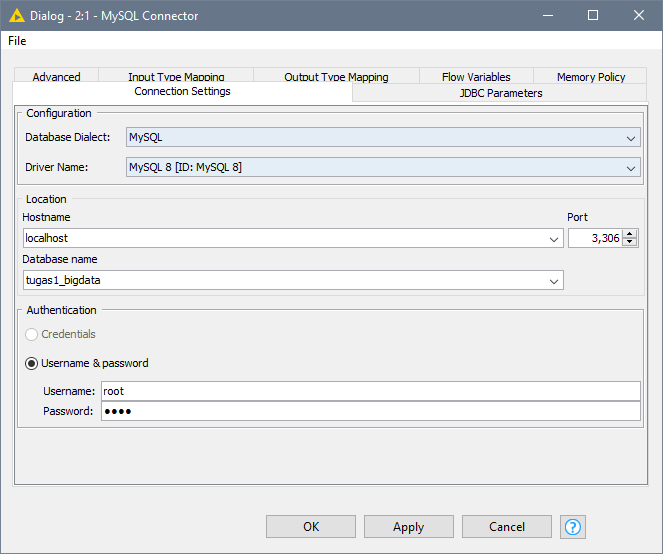 Dialog - 2:1 - MySQL Connector
File
Advanced Input Type Mapping Output Type Mapping Flow Variables Memory Policy
Connection Settings JDBC Parameters
Configuration
Database Dialect: MySQL
Driver Name: MySQL 8 [ID: MySQL 8]
Location
Hostname Port
localhost 3,306
Database name
tugas1_bigdata
Authentication
Credentials
Username & password
Username: root
Password: ●●●●
OK Apply Cancel ?